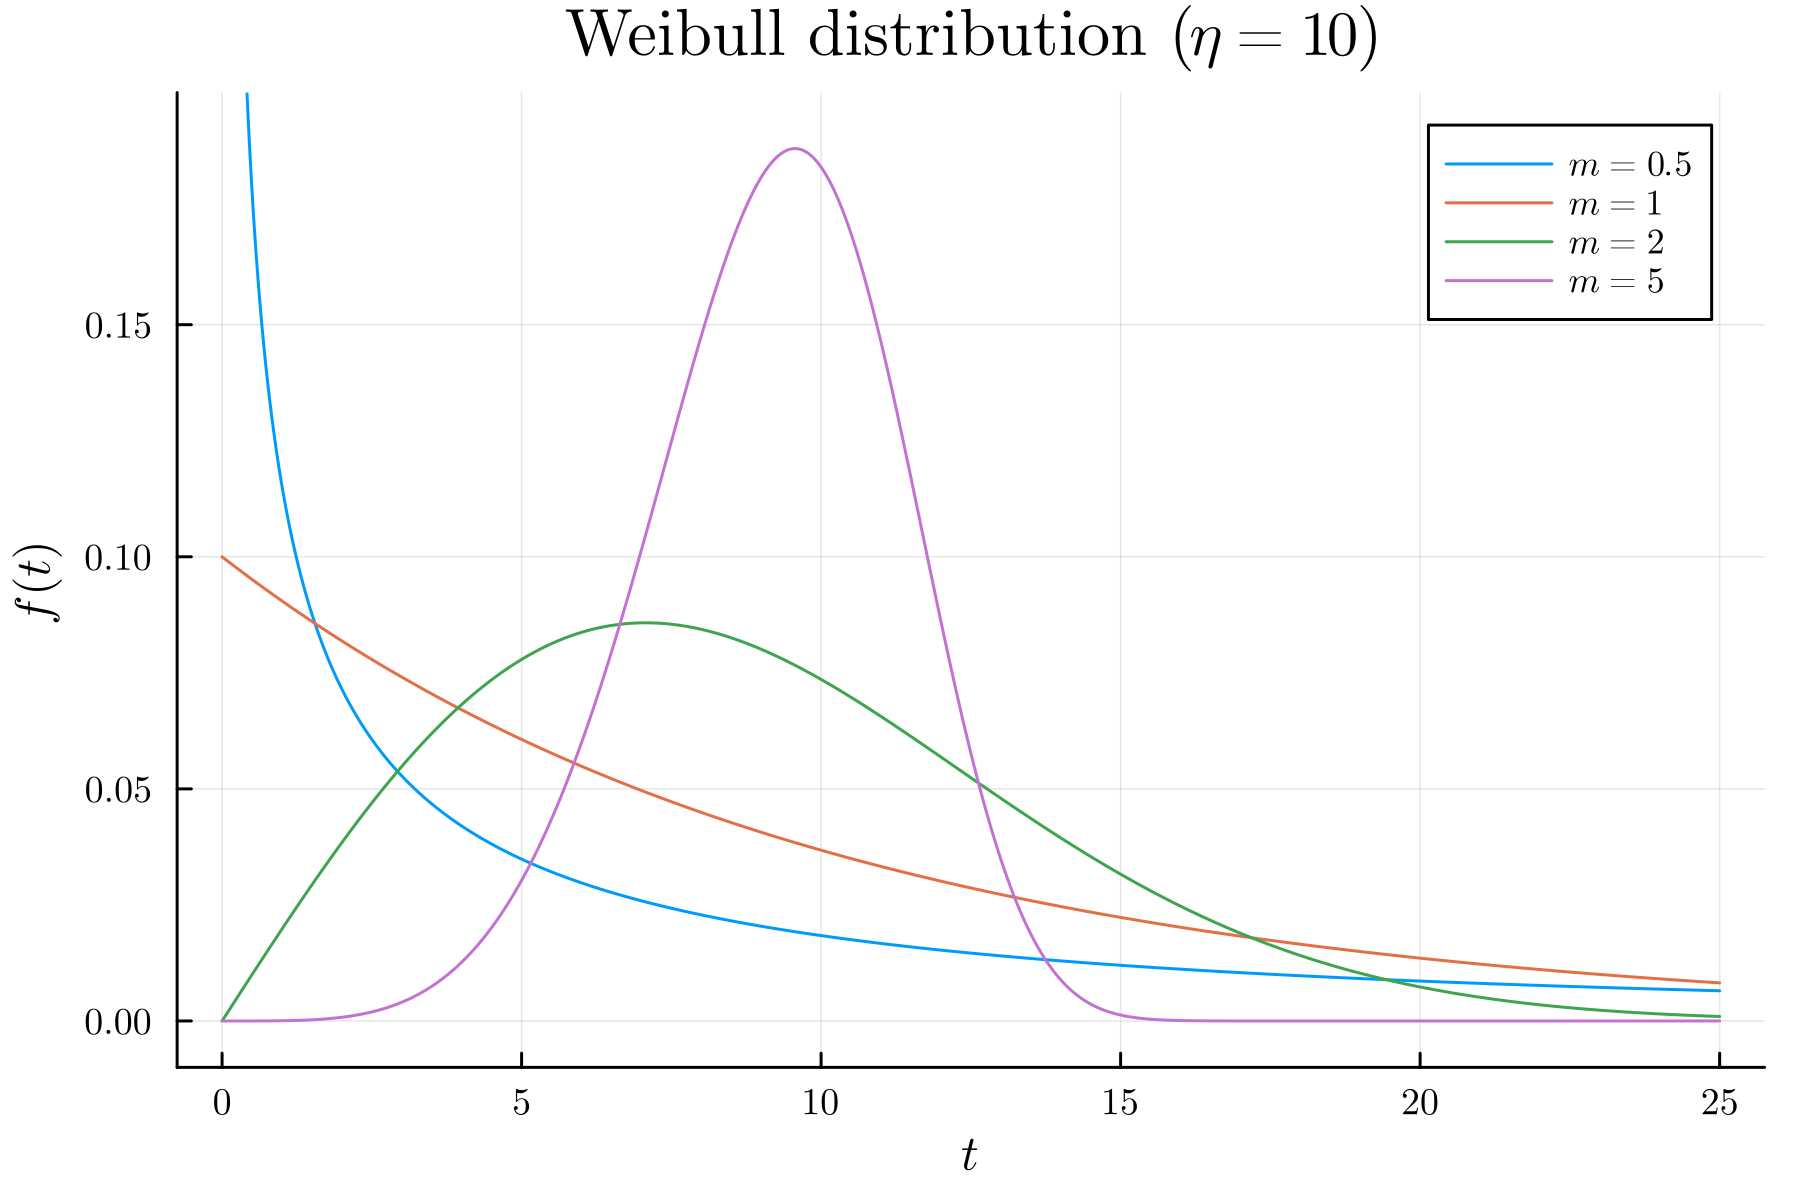 Weibull distribution (η = 10)
m = 0.5
m = 1
m = 2
m = 5
f(t)
0.15
0.10
0.05
0.00
0 5 10 15 20 25
t